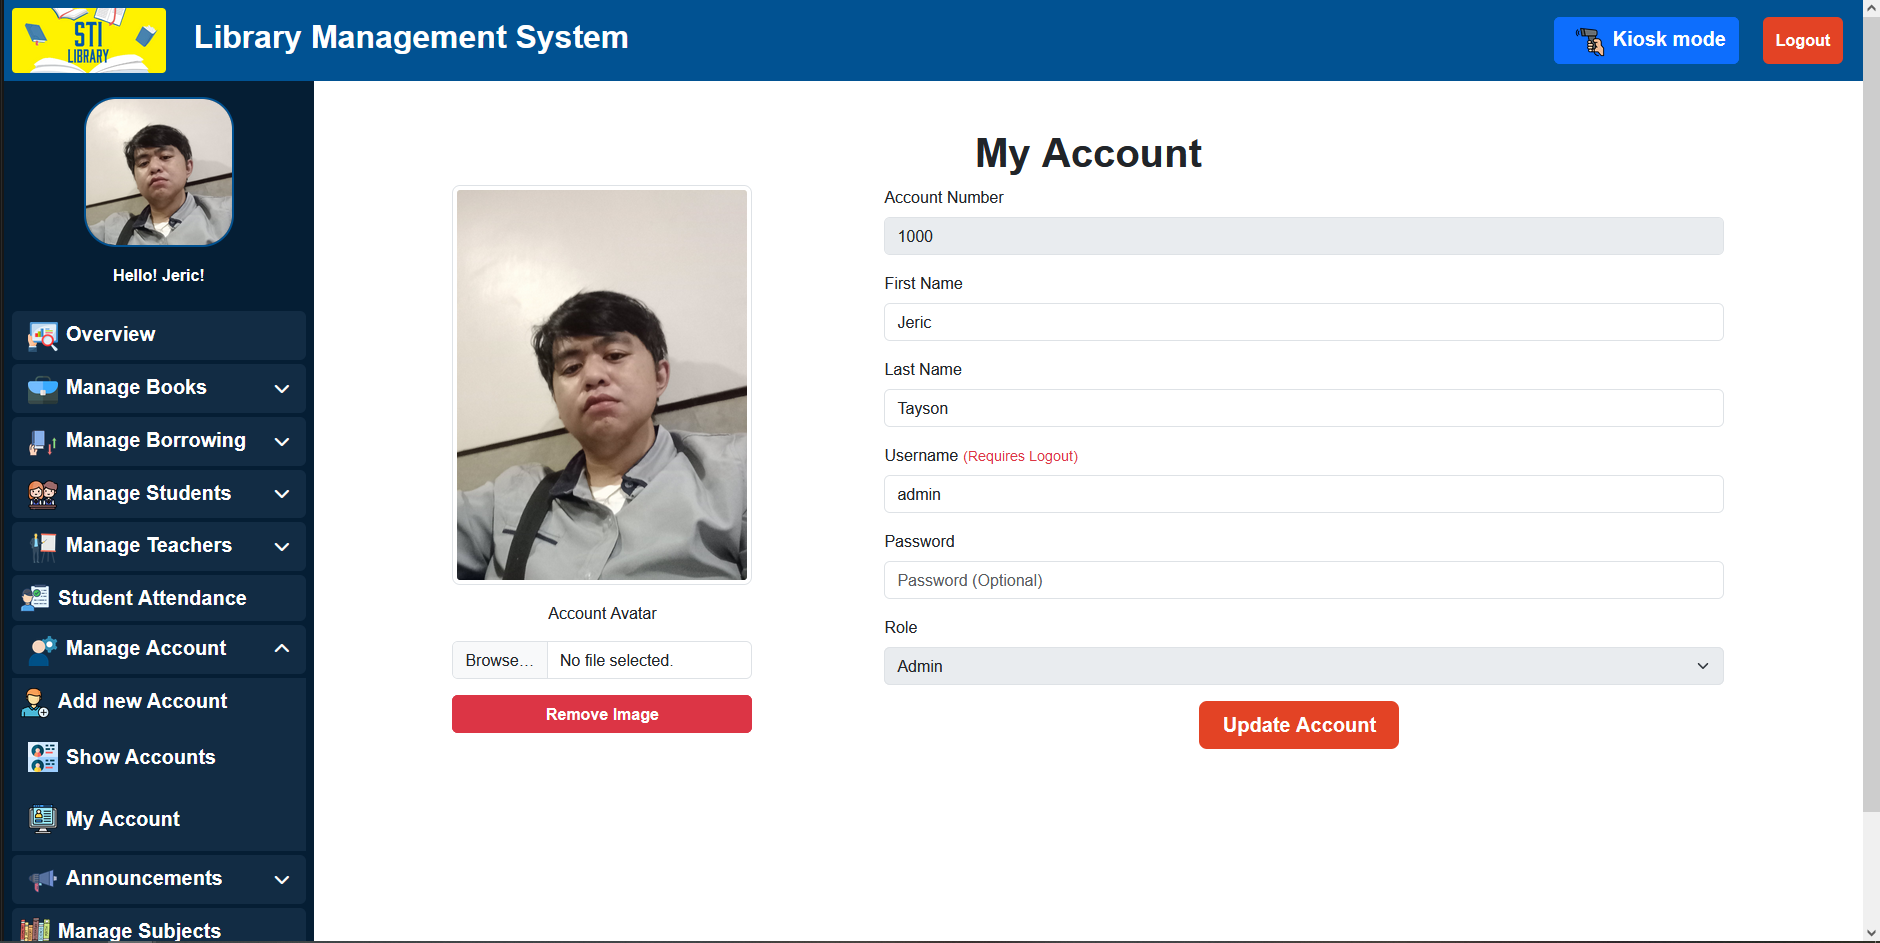 STI
LIBRARY
Library Management System
Kiosk mode
Logout
Hello! Jeric!
Overview
Manage Books
Manage Borrowing
Manage Students
Manage Teachers
Student Attendance
Manage Account
Add new Account
Show Accounts
My Account
Announcements
Manage Subjects
My Account
Account Avatar
Browse... No file selected.
Remove Image
Account Number
1000
First Name
Jeric
Last Name
Tayson
Username (Requires Logout)
admin
Password
Password (Optional)
Role
Admin
Update Account